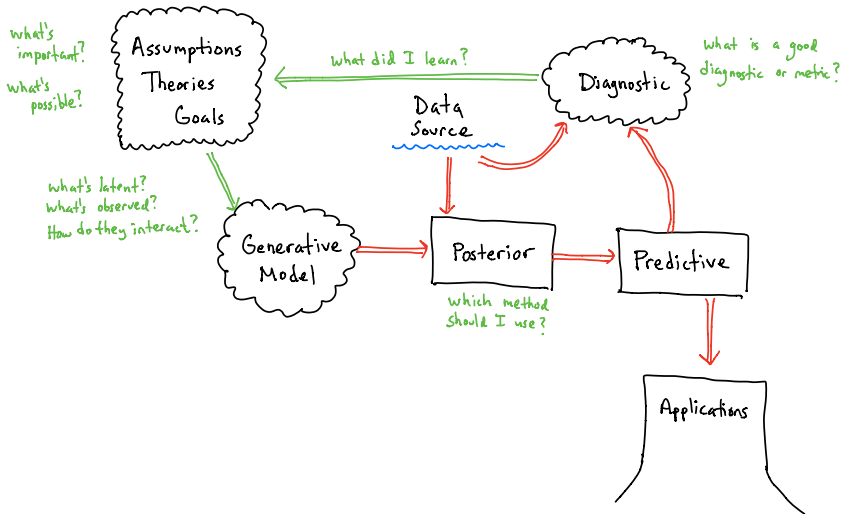 what's
important?
what's
possible?
Assumptions
Theories
Goals
what did I learn?
Diagnostic
what is a good
diagnostic or metric?
Data
Source
what's latent?
what's observed?
How do they interact?
Generative
Model
Posterior
which method
should I use?
Predictive
Applications